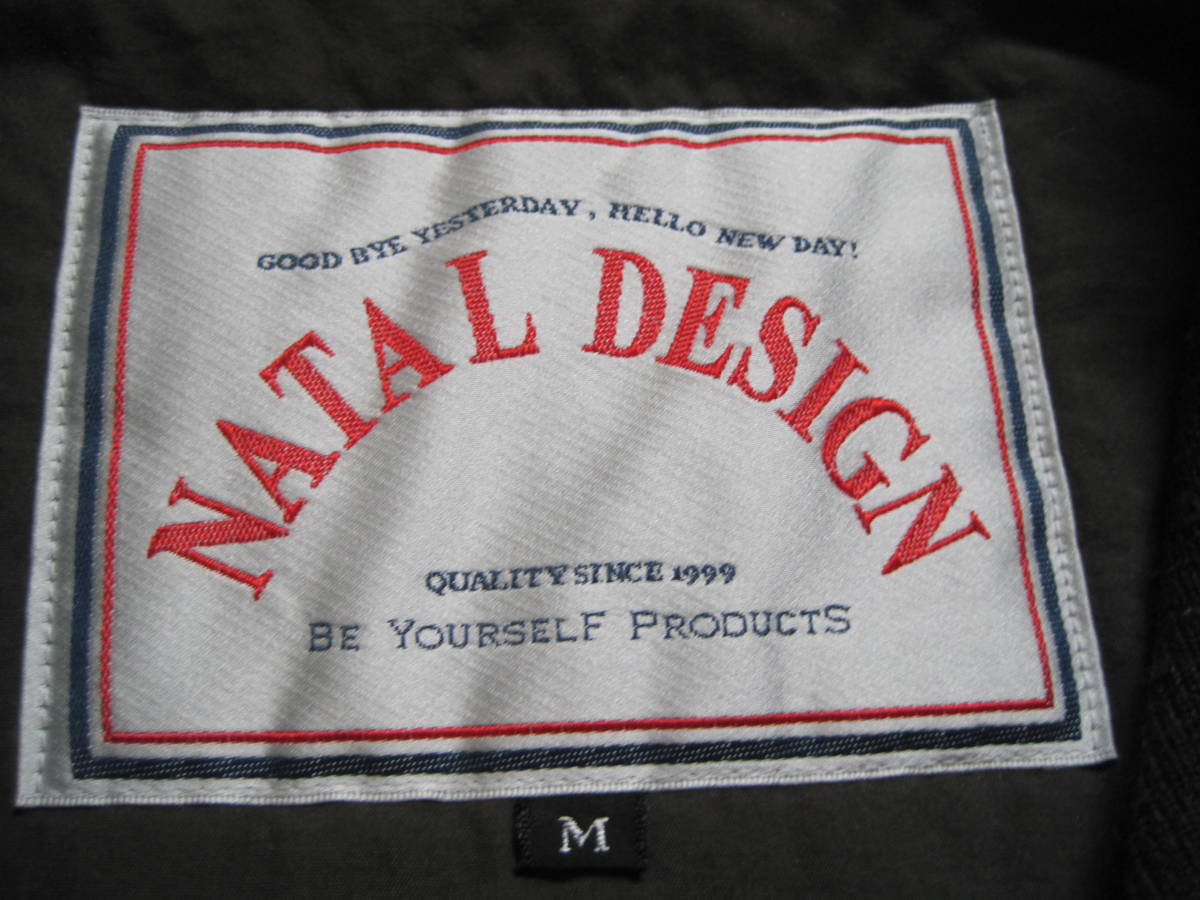 GOOD BYE YESTERDAY, HELLO NEW DAY!
NATAL DESIGN
QUALITY SINCE 1999
BE YOURSELF PRODUCTS
M